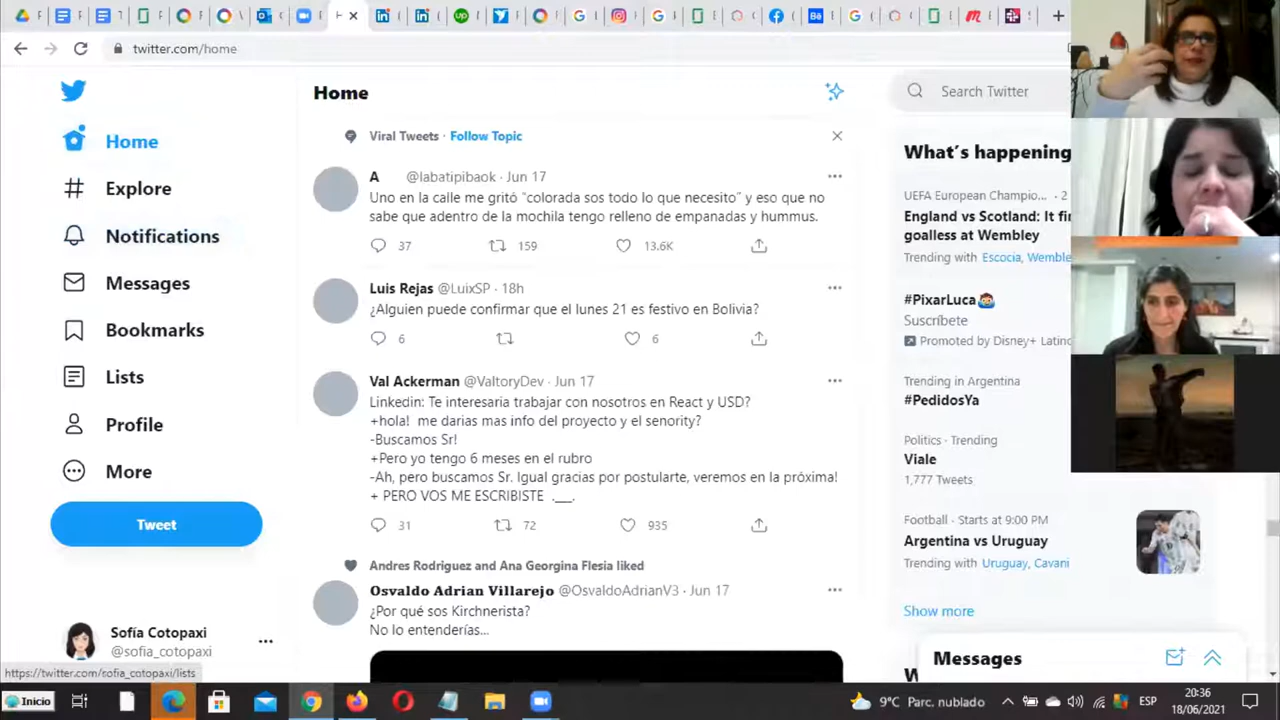 twitter.com/home
Home
Explore
Notifications
Messages
Bookmarks
Lists
Profile
More
Tweet
Sofía Cotopaxi
@sofia_cotopaxi
https://twitter.com/sofia_cotopaxi/lists
Home
Viral Tweets · Follow Topic
A @labatipibaok · Jun 17
Uno en la calle me gritó “colorada sos todo lo que necesito” y eso que no
sabe que adentro de la mochila tengo relleno de empanadas y hummus.
37 159 13.6K
Luis Rejas @LuixSP · 18h
¿Alguien puede confirmar que el lunes 21 es festivo en Bolivia?
6 6
Val Ackerman @ValtoryDev · Jun 17
Linkedin: Te interesaria trabajar con nosotros en React y USD?
+hola! me darias mas info del proyecto y el senority?
-Buscamos Sr!
+Pero yo tengo 6 meses en el rubro
-Ah, pero buscamos Sr. Igual gracias por postularte, veremos en la próxima!
+ PERO VOS ME ESCRIBISTE .___.
31 72 935
Andres Rodriguez and Ana Georgina Flesia liked
Osvaldo Adrian Villarejo @OsvaldoAdrianV3 · Jun 17
¿Por qué sos Kirchnerista?
No lo entenderías...
Search Twitter
What's happening
UEFA European Champio... · 2
England vs Scotland: It fi
goalless at Wembley
Trending with Escocia, Wemble
#PixarLuca
Suscríbete
Promoted by Disney+ Latino
Trending in Argentina
#PedidosYa
Politics · Trending
Viale
1,777 Tweets
Football · Starts at 9:00 PM
Argentina vs Uruguay
Trending with Uruguay, Cavani
Show more
Messages
Inicio
9°C Parc. nublado
ESP
20:36
18/06/2021